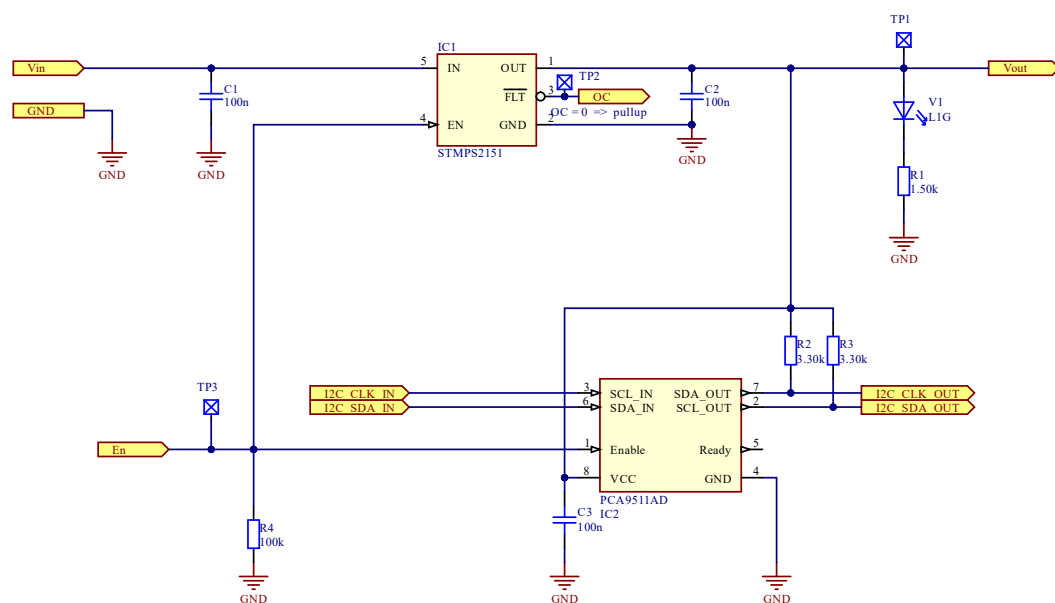 TP1
IC1
Vin
5
IN
OUT
1
Vout
TP2
C1
100n
FLT
3
OC
C2
100n
V1
L1G
GND
OC = 0 => pullup
4
EN
GND
2
STMPS2151
GND
GND
GND
R1
1.50k
GND
R2
3.30k
R3
3.30k
TP3
I2C_CLK_IN
3
SCL_IN
SDA_OUT
7
I2C_CLK_OUT
I2C_SDA_IN
6
SDA_IN
SCL_OUT
2
I2C_SDA_OUT
En
1
Enable
Ready
5
8
VCC
GND
4
PCA9511AD
IC2
C3
100n
R4
100k
GND
GND
GND